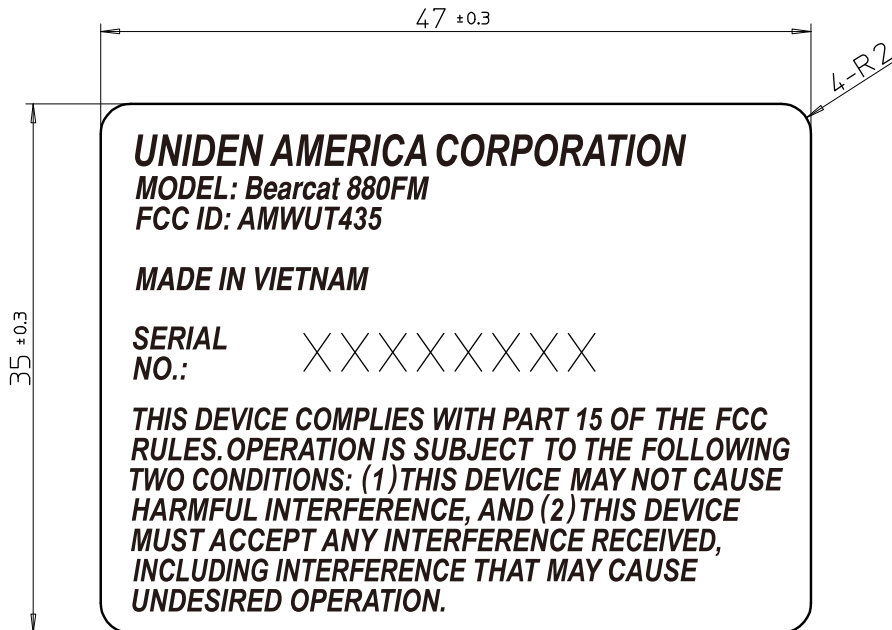 47 ±0.3
4-R2
35 ±0.3
UNIDEN AMERICA CORPORATION
MODEL: Bearcat 880FM
FCC ID: AMWUT435
MADE IN VIETNAM
SERIAL
NO.: XXXXXXXX
THIS DEVICE COMPLIES WITH PART 15 OF THE FCC
RULES.OPERATION IS SUBJECT TO THE FOLLOWING
TWO CONDITIONS: (1)THIS DEVICE MAY NOT CAUSE
HARMFUL INTERFERENCE, AND (2)THIS DEVICE
MUST ACCEPT ANY INTERFERENCE RECEIVED,
INCLUDING INTERFERENCE THAT MAY CAUSE
UNDESIRED OPERATION.